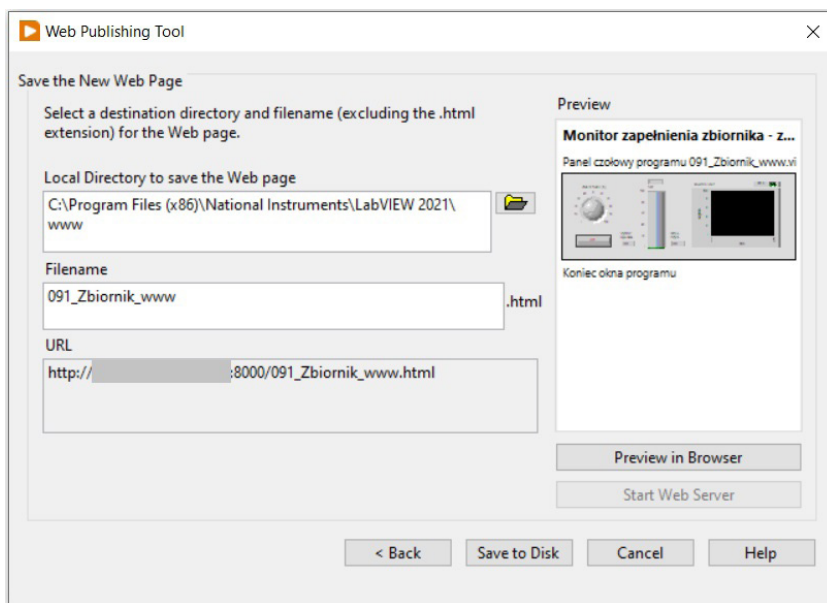 Web Publishing Tool
Save the New Web Page
Select a destination directory and filename (excluding the .html
extension) for the Web page.
Local Directory to save the Web page
C:\Program Files (x86)\National Instruments\LabVIEW 2021\
www
Filename
091_Zbiornik_www
.html
URL
http:// :8000/091_Zbiornik_www.html
Preview
Monitor zapełnienia zbiornika - z...
Panel czołowy programu 091_Zbiornik_www.vi
Koniec okna programu
Preview in Browser
Start Web Server
< Back
Save to Disk
Cancel
Help